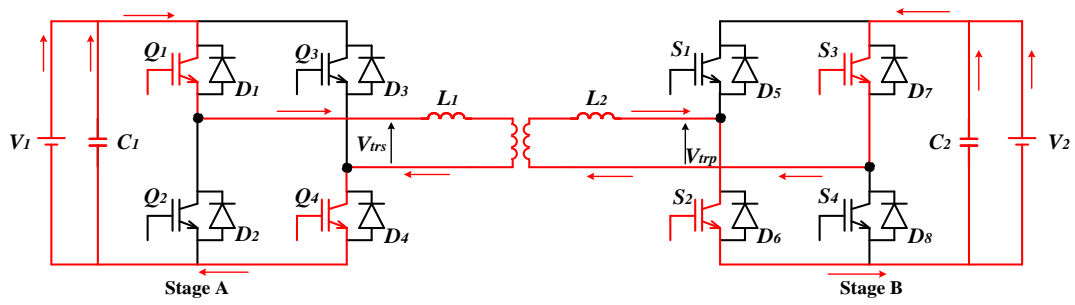 Q1
Q3
S1
S3
D1
D3
D5
D7
L1
L2
V1
C1
Vtrs
Vtrp
C2
V2
Q2
Q4
S2
S4
D2
D4
D6
D8
Stage A
Stage B